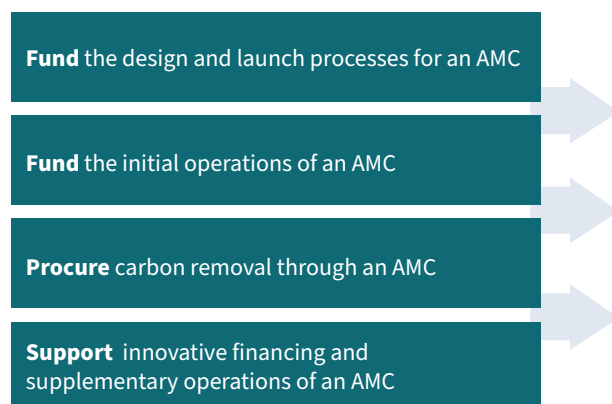 Fund the design and launch processes for an AMC
Fund the initial operations of an AMC
Procure carbon removal through an AMC
Support innovative financing and
supplementary operations of an AMC